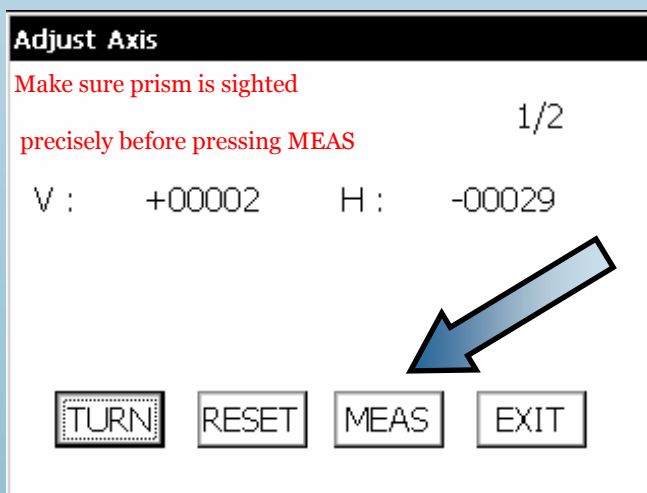 Adjust Axis
Make sure prism is sighted
1/2
precisely before pressing MEAS
V : +00002 H : -00029
TURN RESET MEAS EXIT